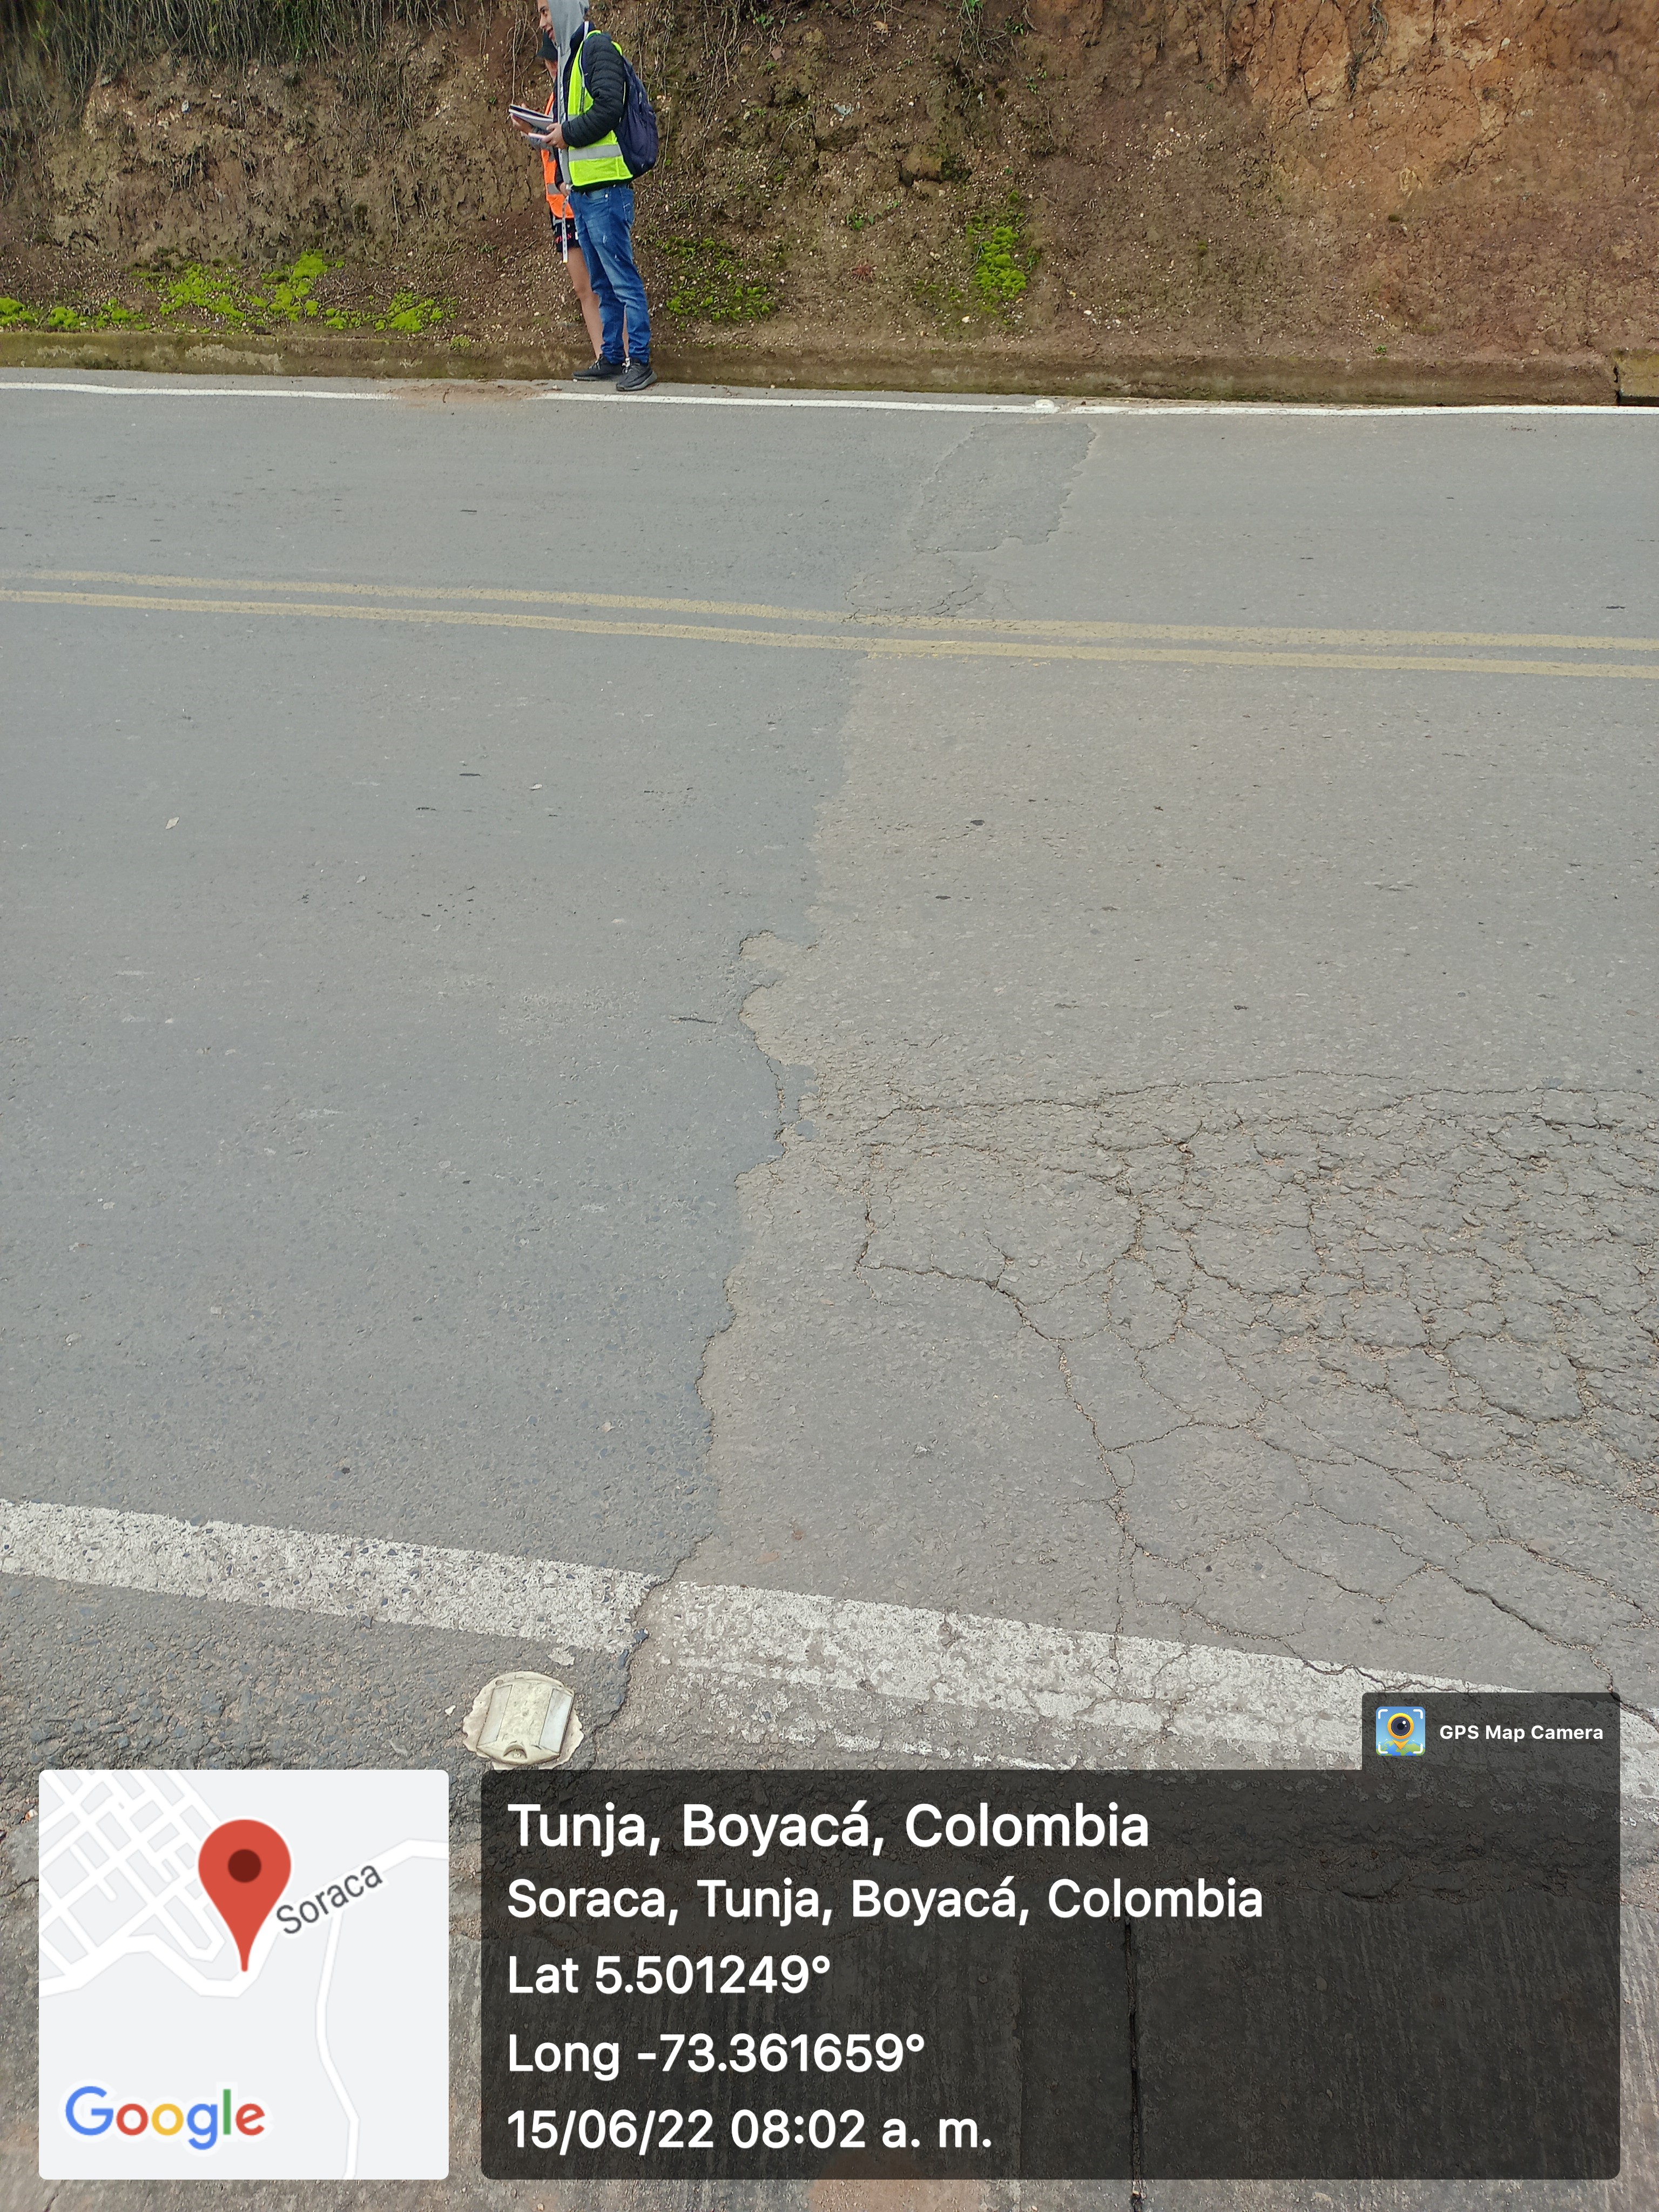 GPS Map Camera
Tunja, Boyacá, Colombia
Soraca, Tunja, Boyacá, Colombia
Lat 5.501249°
Long -73.361659°
15/06/22 08:02 a. m.
Soraca
Google